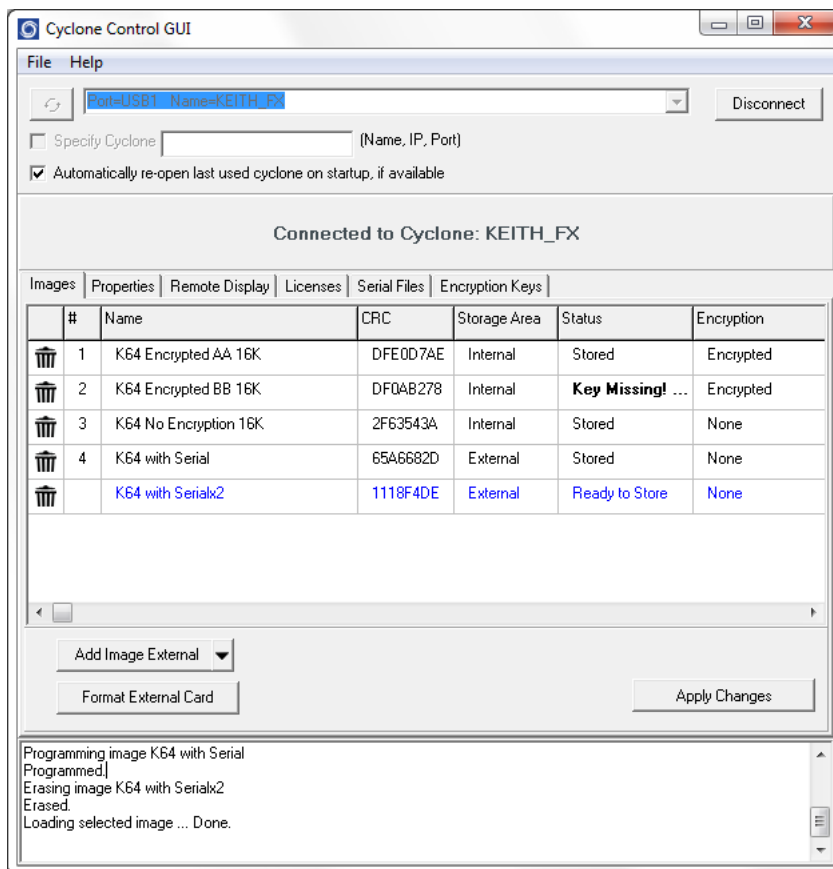 Cyclone Control GUI
File Help
Port=USB1 Name=KEITH_FX
Disconnect
Specify Cyclone (Name, IP, Port)
Automatically re-open last used cyclone on startup, if available
Connected to Cyclone: KEITH_FX
Images Properties Remote Display Licenses Serial Files Encryption Keys
# Name CRC Storage Area Status Encryption
1 K64 Encrypted AA 16K DFE0D7AE Internal Stored Encrypted
2 K64 Encrypted BB 16K DF0AB278 Internal Key Missing! ... Encrypted
3 K64 No Encryption 16K 2F63543A Internal Stored None
4 K64 with Serial 65A6682D External Stored None
K64 with Serialx2 1118F4DE External Ready to Store None
Add Image External
Format External Card
Apply Changes
Programming image K64 with Serial
Programmed.
Erasing image K64 with Serialx2
Erased.
Loading selected image ... Done.